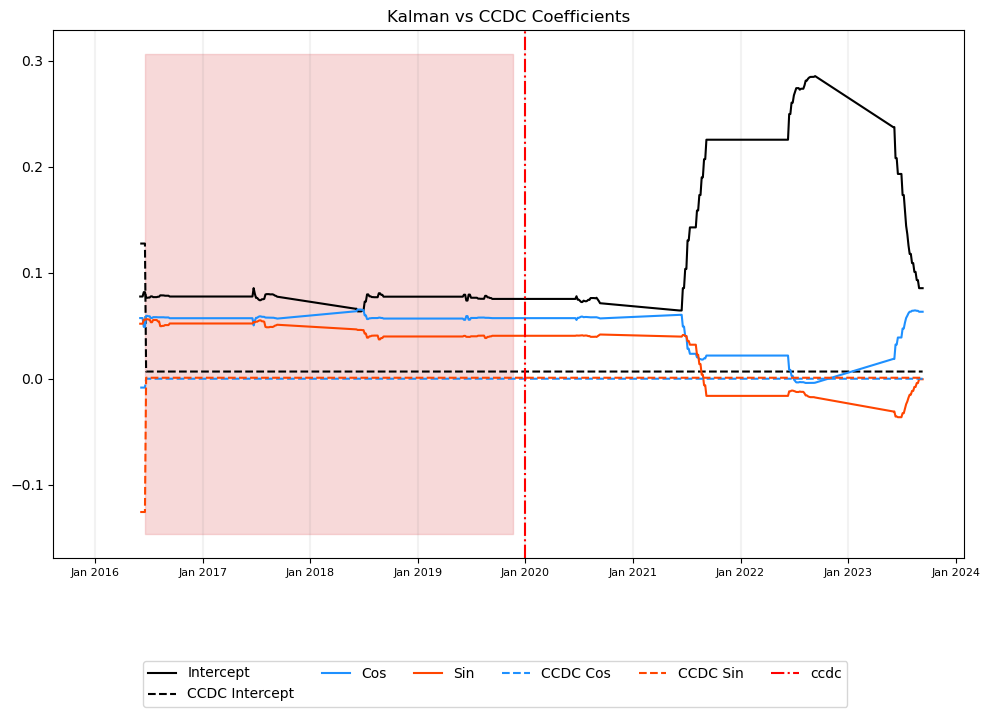 Kalman vs CCDC Coefficients
0.3
0.2
0.1
0.0
−0.1
Jan 2016 Jan 2017 Jan 2018 Jan 2019 Jan 2020 Jan 2021 Jan 2022 Jan 2023 Jan 2024
Intercept Cos Sin CCDC Cos CCDC Sin ccdc
CCDC Intercept